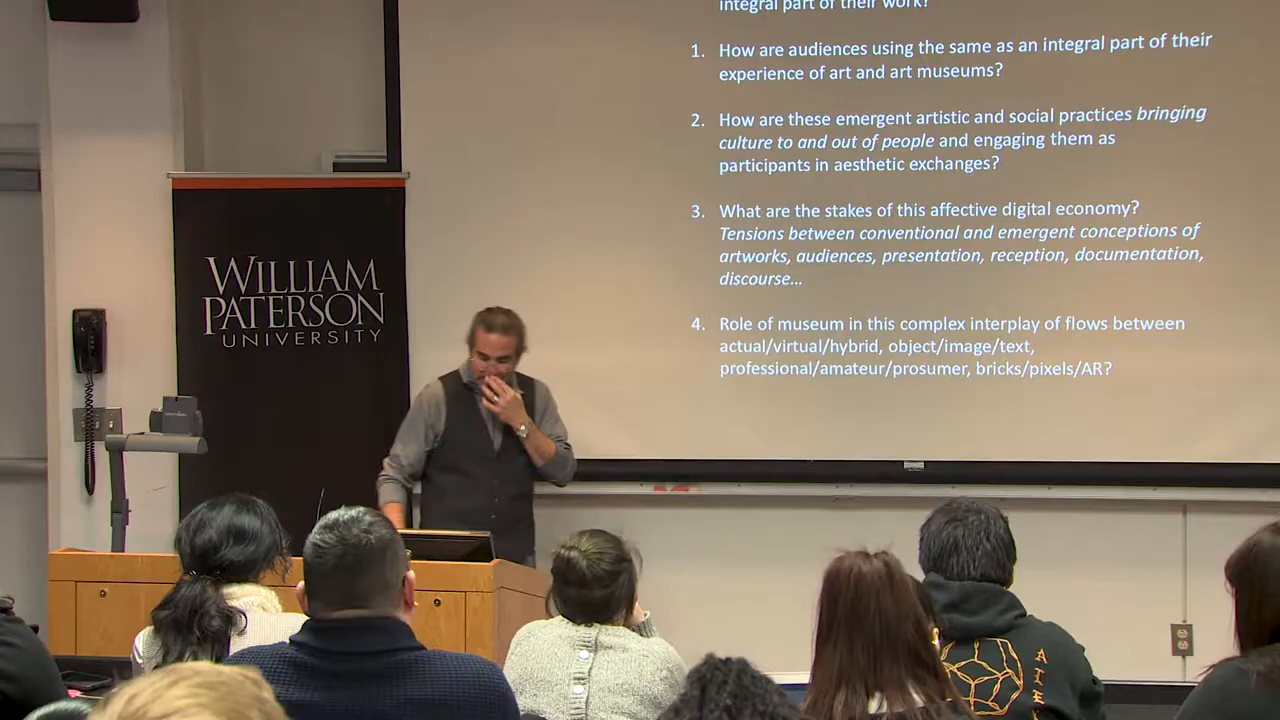 integral part of their work?
1. How are audiences using the same as an integral part of their
experience of art and art museums?
2. How are these emergent artistic and social practices bringing
culture to and out of people and engaging them as
participants in aesthetic exchanges?
3. What are the stakes of this affective digital economy?
Tensions between conventional and emergent conceptions of
artworks, audiences, presentation, reception, documentation,
discourse...
4. Role of museum in this complex interplay of flows between
actual/virtual/hybrid, object/image/text,
professional/amateur/prosumer, bricks/pixels/AR?
WILLIAM
PATERSON
UNIVERSITY